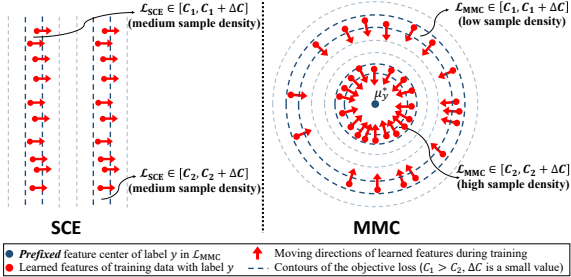 𝓛SCE ∈ [C1, C1 + ΔC]
(medium sample density)
𝓛SCE ∈ [C2, C2 + ΔC]
(medium sample density)
SCE
𝓛MMC ∈ [C1, C1 + ΔC]
(low sample density)
μy*
𝓛MMC ∈ [C2, C2 + ΔC]
(high sample density)
MMC
Prefixed feature center of label y in 𝓛MMC
Moving directions of learned features during training
Learned features of training data with label y
Contours of the objective loss (C1 > C2, ΔC is a small value)